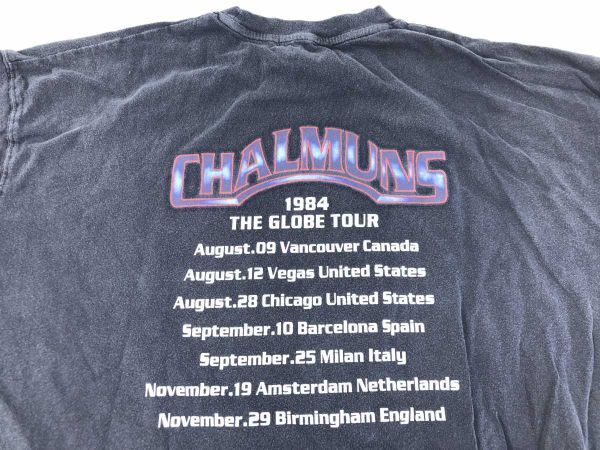 CHALMUNS
1984
THE GLOBE TOUR
August.09 Vancouver Canada
August.12 Vegas United States
August.28 Chicago United States
September.10 Barcelona Spain
September.25 Milan Italy
November.19 Amsterdam Netherlands
November.29 Birmingham England